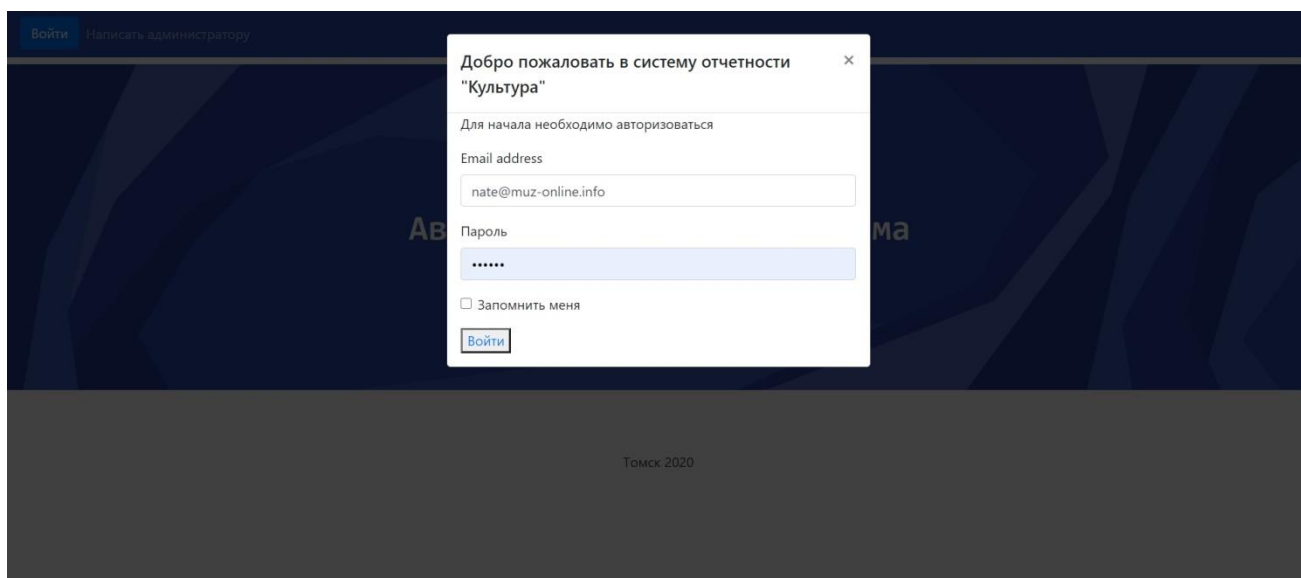 Войти Написать администратору
Добро пожаловать в систему отчетности ×
"Культура"
Для начала необходимо авторизоваться
Email address
nate@muz-online.info
Пароль
••••••
Запомнить меня
Войти
Томск 2020